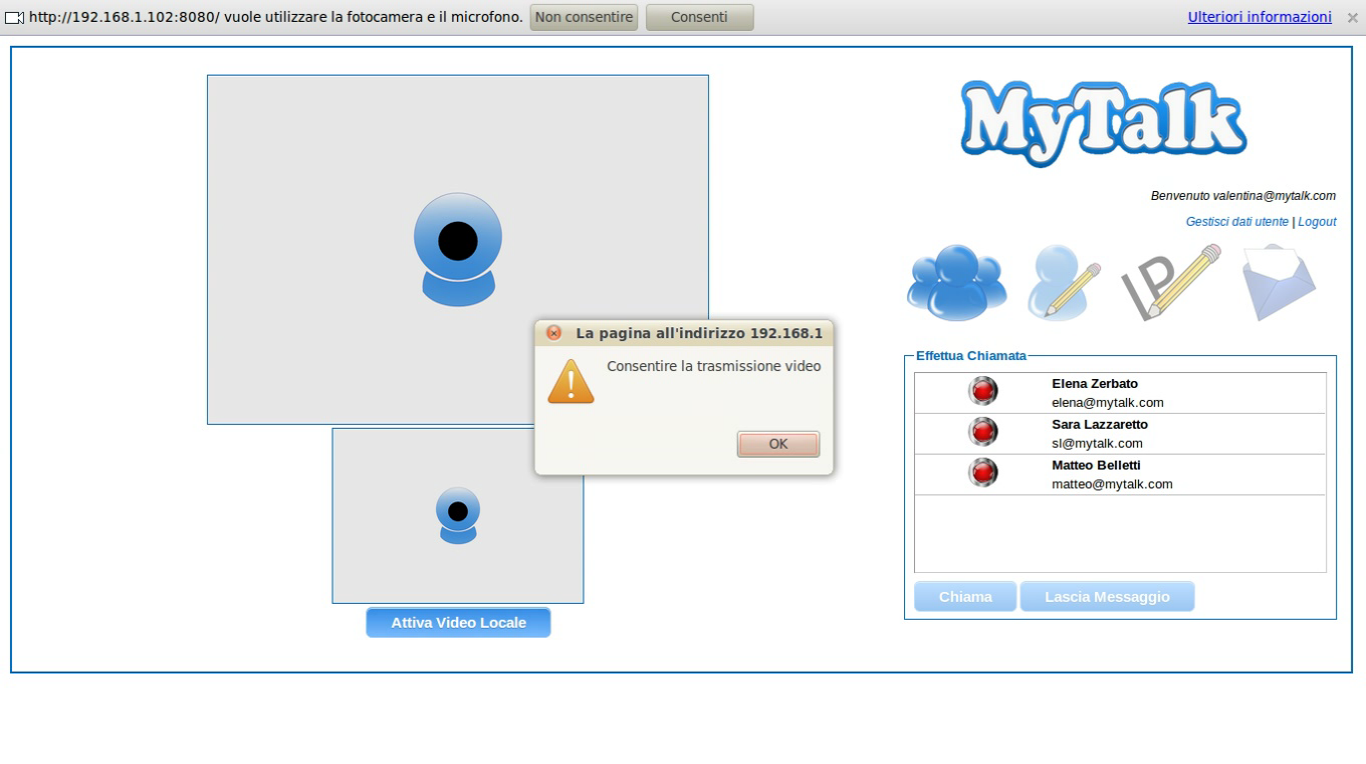 http://192.168.1.102:8080/ vuole utilizzare la fotocamera e il microfono. Non consentire Consenti Ulteriori informazioni
MyTalk
Benvenuto valentina@mytalk.com
Gestisci dati utente | Logout
IP
La pagina all'indirizzo 192.168.1
Consentire la trasmissione video
OK
Effettua Chiamata
Elena Zerbato
elena@mytalk.com
Sara Lazzaretto
sl@mytalk.com
Matteo Belletti
matteo@mytalk.com
Chiama Lascia Messaggio
Attiva Video Locale